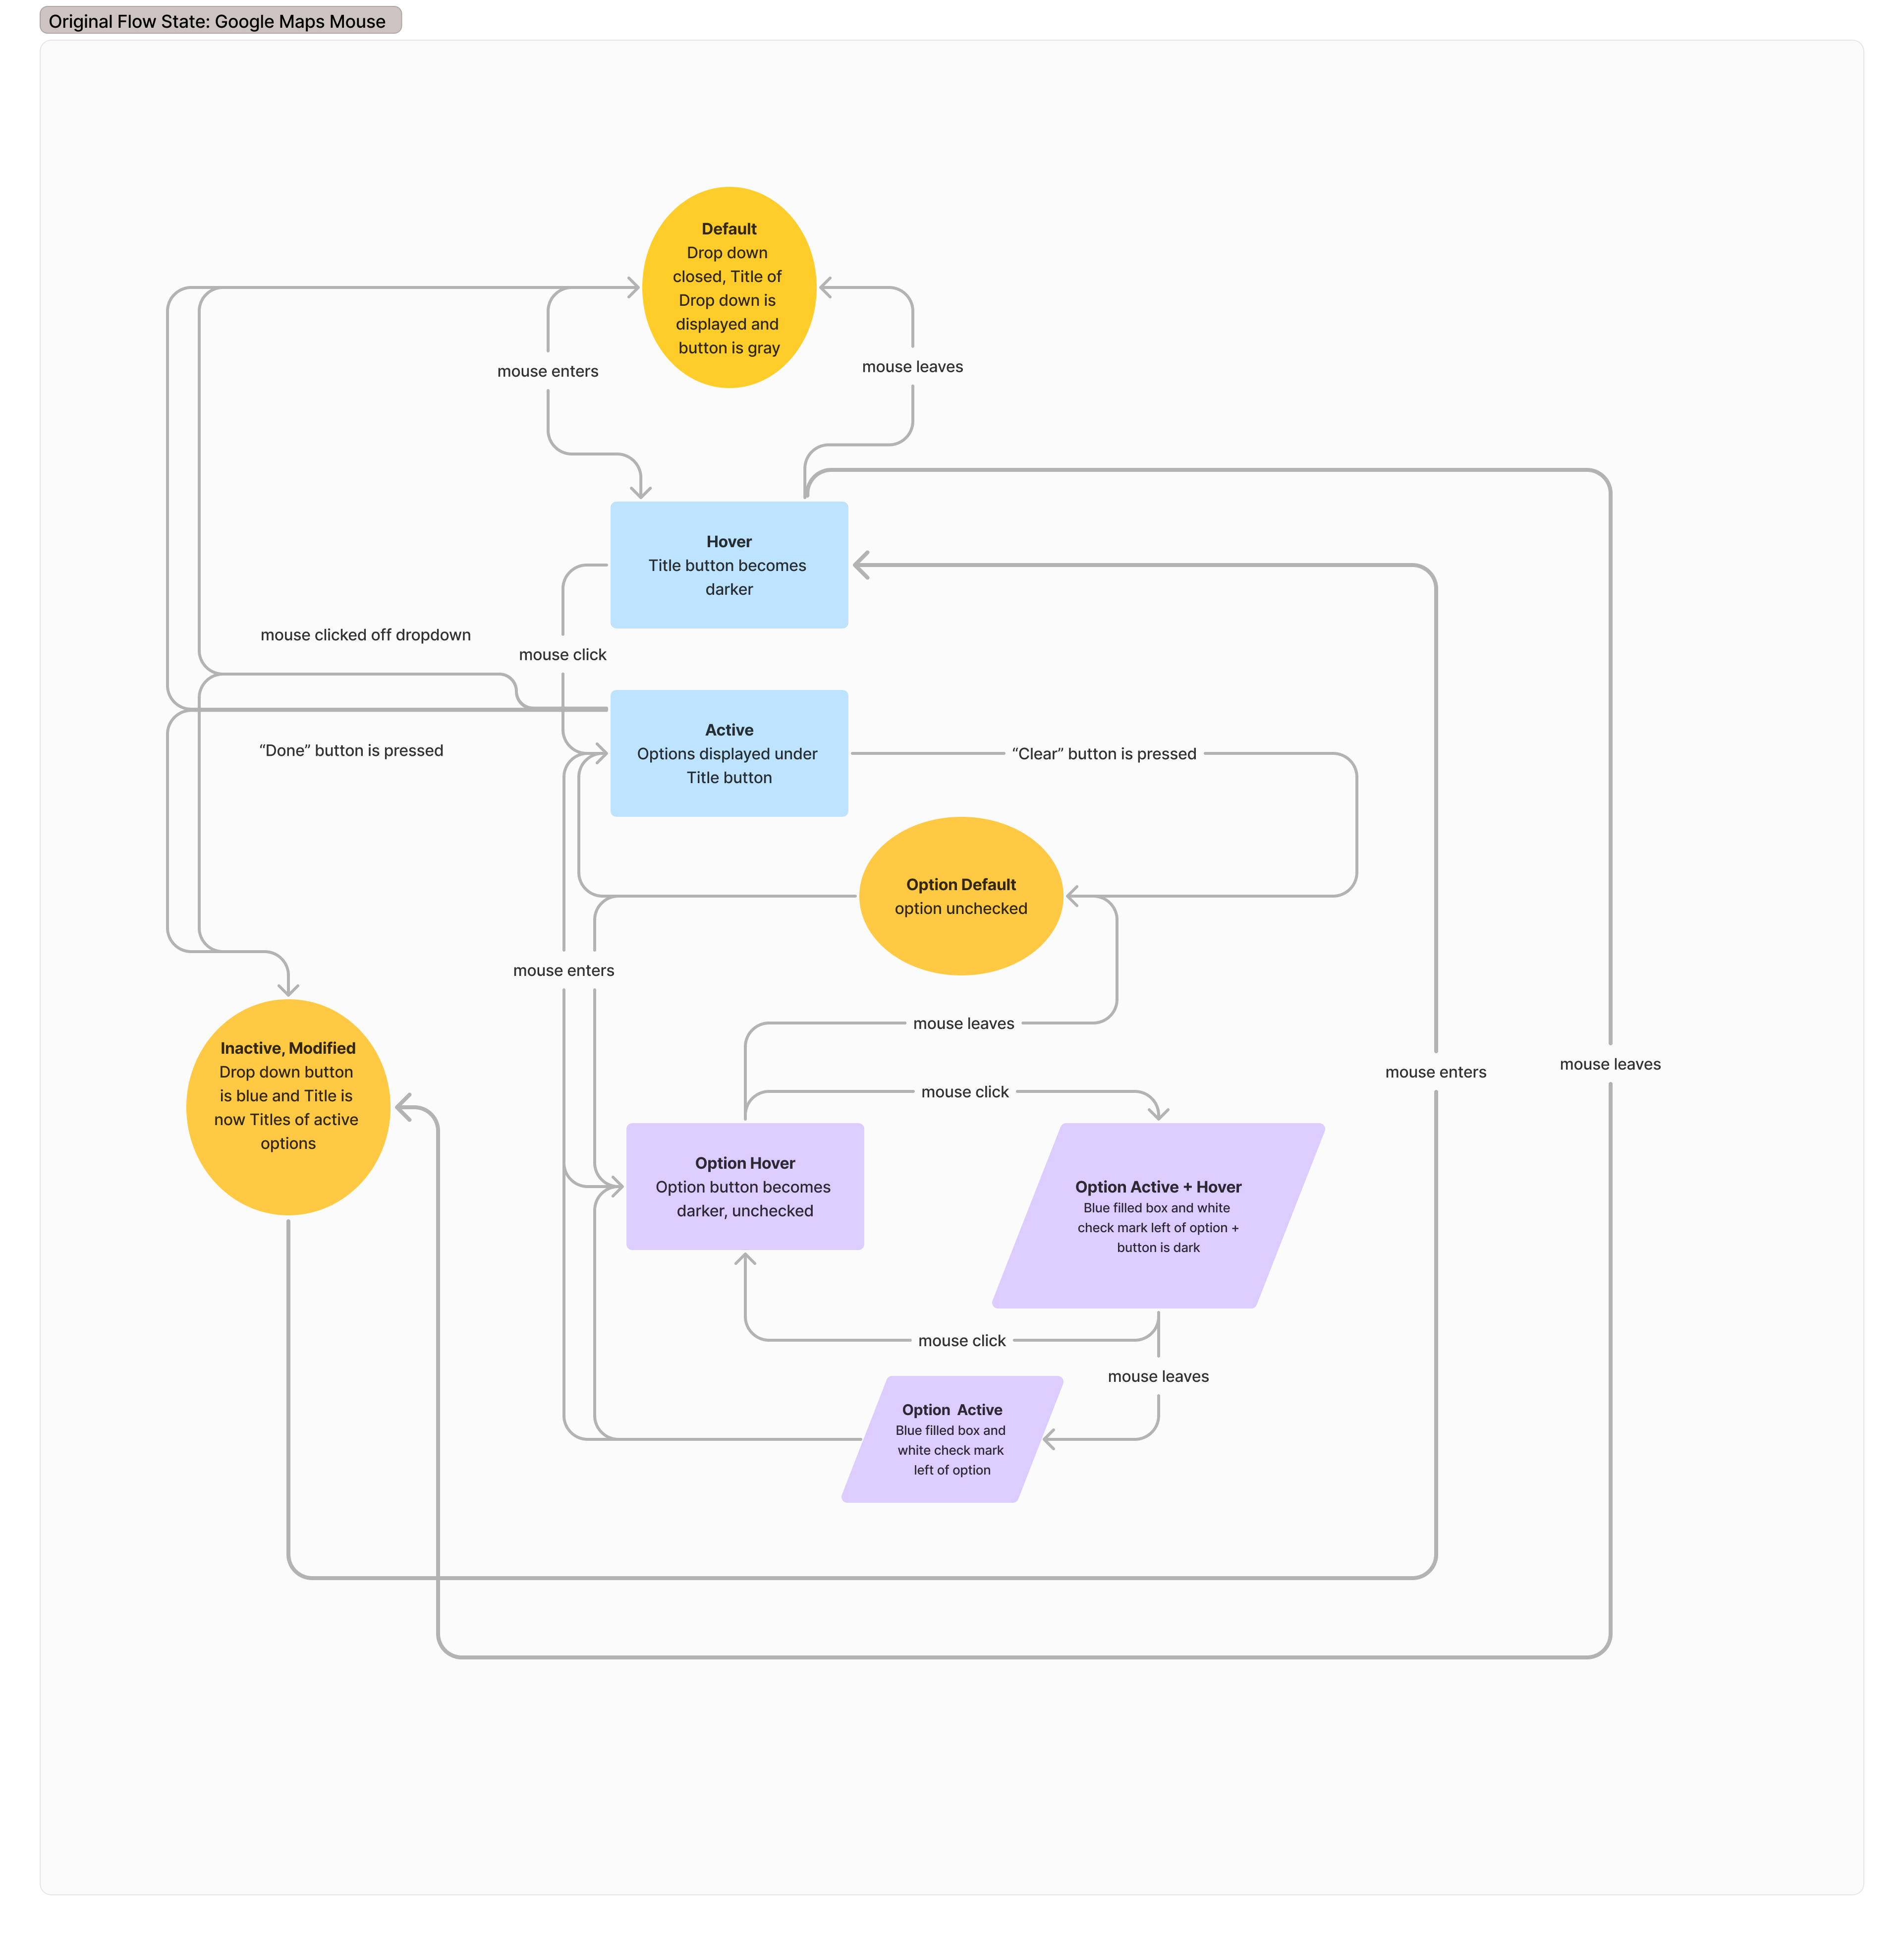 Original Flow State: Google Maps Mouse
Default
Drop down
closed, Title of
Drop down is
displayed and
button is gray
mouse enters
mouse leaves
Hover
Title button becomes
darker
mouse clicked off dropdown
mouse click
Active
Options displayed under
Title button
“Done” button is pressed
“Clear” button is pressed
Option Default
option unchecked
mouse enters
mouse leaves
Inactive, Modified
Drop down button
is blue and Title is
now Titles of active
options
mouse click
mouse enters
mouse leaves
Option Hover
Option button becomes
darker, unchecked
Option Active + Hover
Blue filled box and white
check mark left of option +
button is dark
mouse click
mouse leaves
Option Active
Blue filled box and
white check mark
left of option